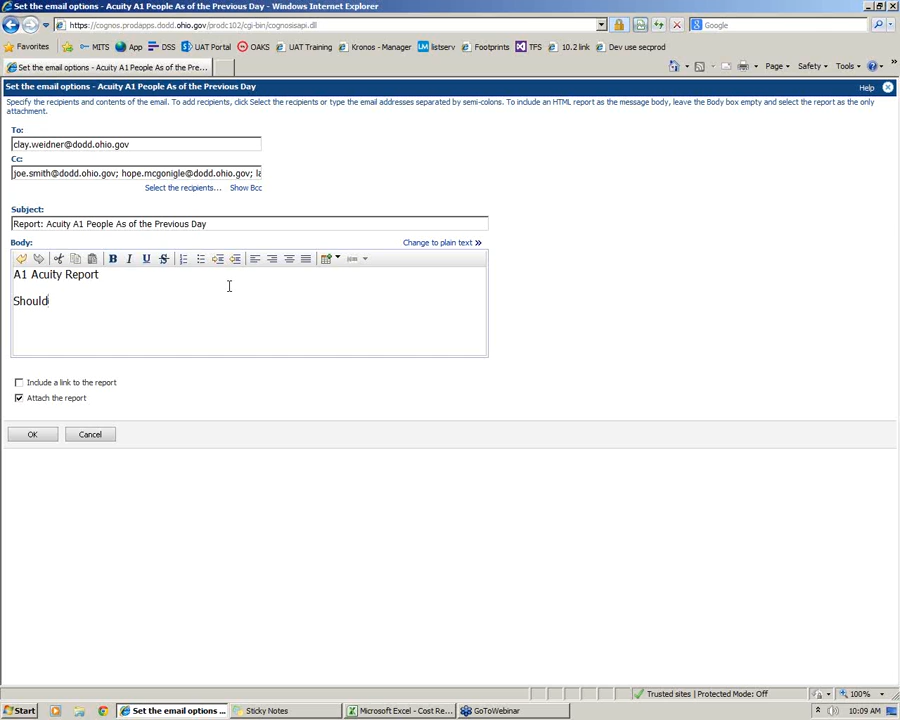 Set the email options - Acuity A1 People As of the Previous Day - Windows Internet Explorer
https://cognos.prodapps.dodd.ohio.gov/prodc102/cgi-bin/cognosisapi.dll
Google
Favorites MITS App DSS UAT Portal OAKS UAT Training Kronos - Manager listserv Footprints TFS 10.2 link Dev use secprod
Set the email options - Acuity A1 People As of the Pre...
Page Safety Tools
Set the email options - Acuity A1 People As of the Previous Day
Help
Specify the recipients and contents of the email. To add recipients, click Select the recipients or type the email addresses separated by semi-colons. To include an HTML report as the message body, leave the Body box empty and select the report as the only
attachment.
To:
clay.weidner@dodd.ohio.gov
Cc:
joe.smith@dodd.ohio.gov; hope.mcgonigle@dodd.ohio.gov; la
Select the recipients... Show Bcc
Subject:
Report: Acuity A1 People As of the Previous Day
Body:
Change to plain text »
B I U S
A1 Acuity Report
Should
Include a link to the report
Attach the report
OK Cancel
Trusted sites | Protected Mode: Off
100%
Start
Set the email options ...
Sticky Notes
Microsoft Excel - Cost Re...
GoToWebinar
10:09 AM